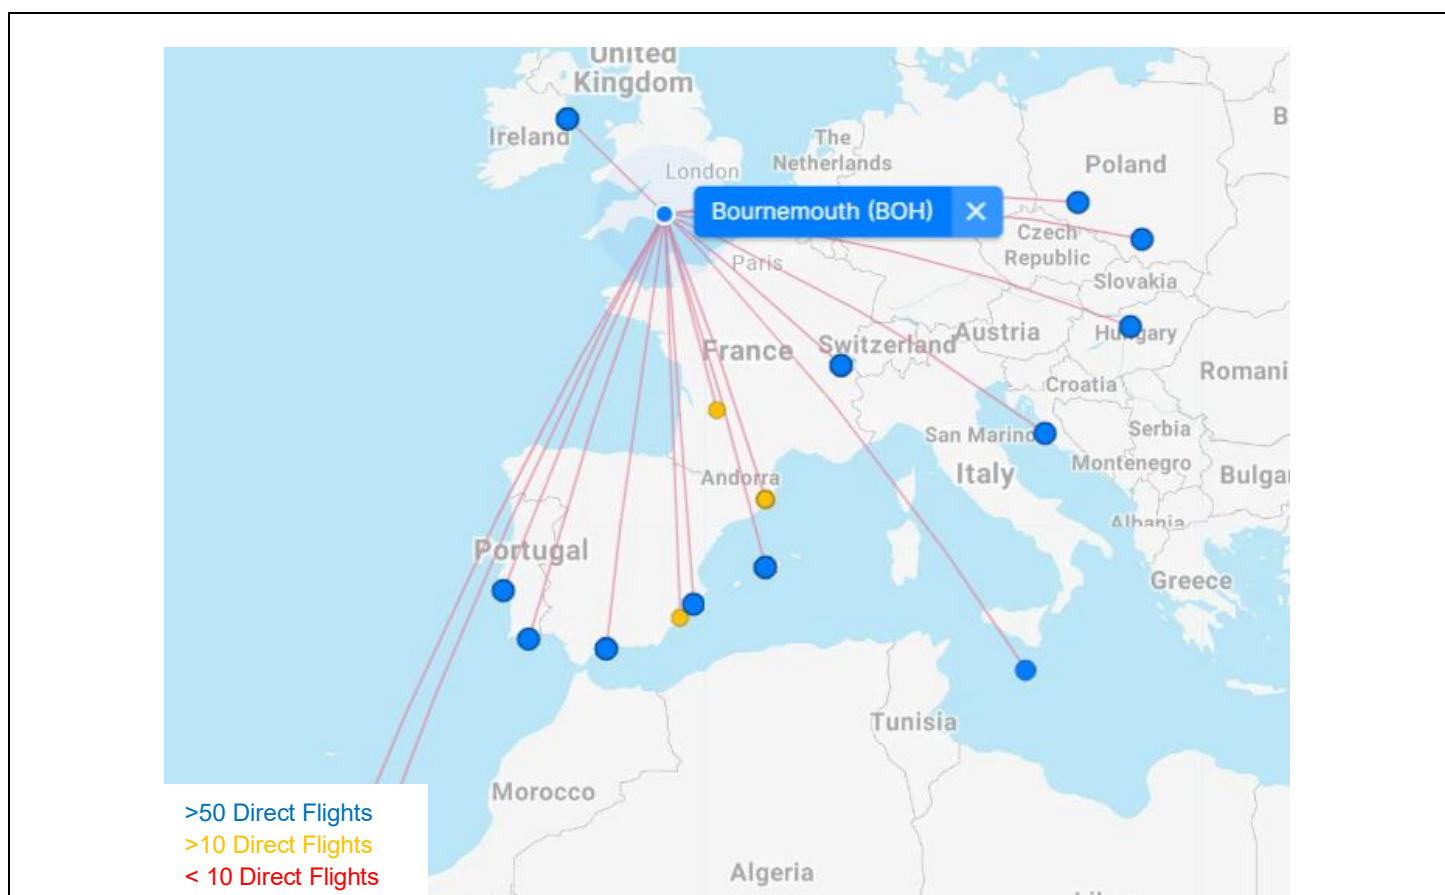 United
Kingdom
Ireland
The
Netherlands
London
Poland
B
Bournemouth (BOH) ×
Czech
Republic
Paris
Slovakia
Hungary
Austria
Switzerland
France
Romani
Croatia
San Marino
Serbia
Italy
Montenegro
Bulga
Andorra
Albania
Portugal
Greece
Tunisia
Morocco
Algeria
>50 Direct Flights
>10 Direct Flights
< 10 Direct Flights